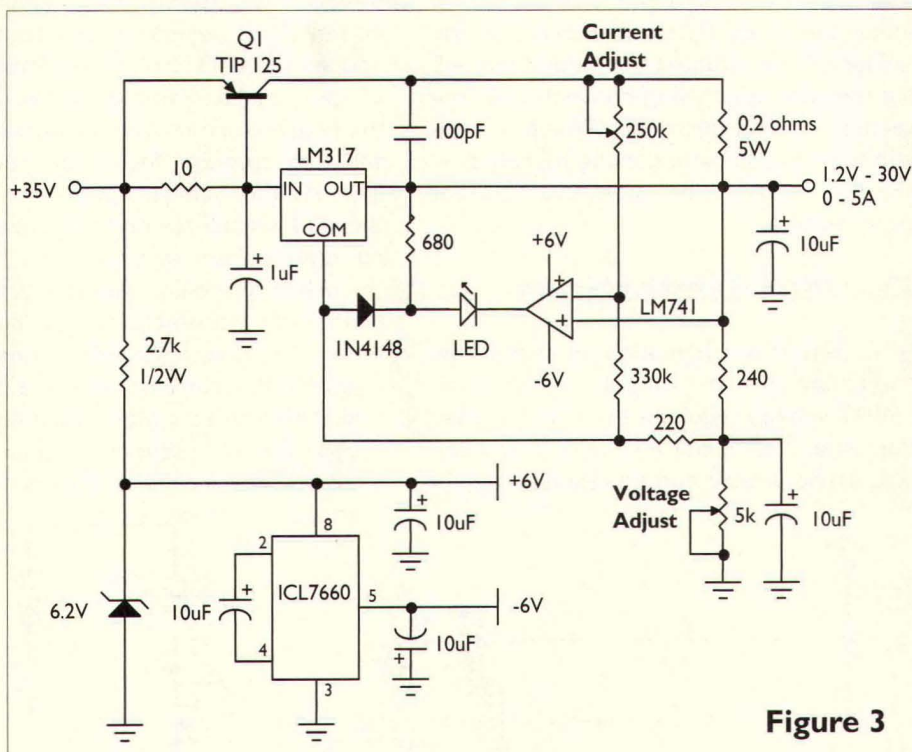 Q1
TIP 125
Current
Adjust
100pF
250k
0.2 ohms
5W
LM317
+35V
10
IN OUT
COM
1.2V - 30V
0 - 5A
+
1uF
680
+6V
+
10uF
+
−
+
LM741
1N4148
LED
-6V
2.7k
1/2W
330k
240
220
+6V
+
10uF
Voltage
Adjust
5k
+
10uF
8
2
+
ICL7660
5
-6V
6.2V
10uF
10uF
+
4
3
Figure 3